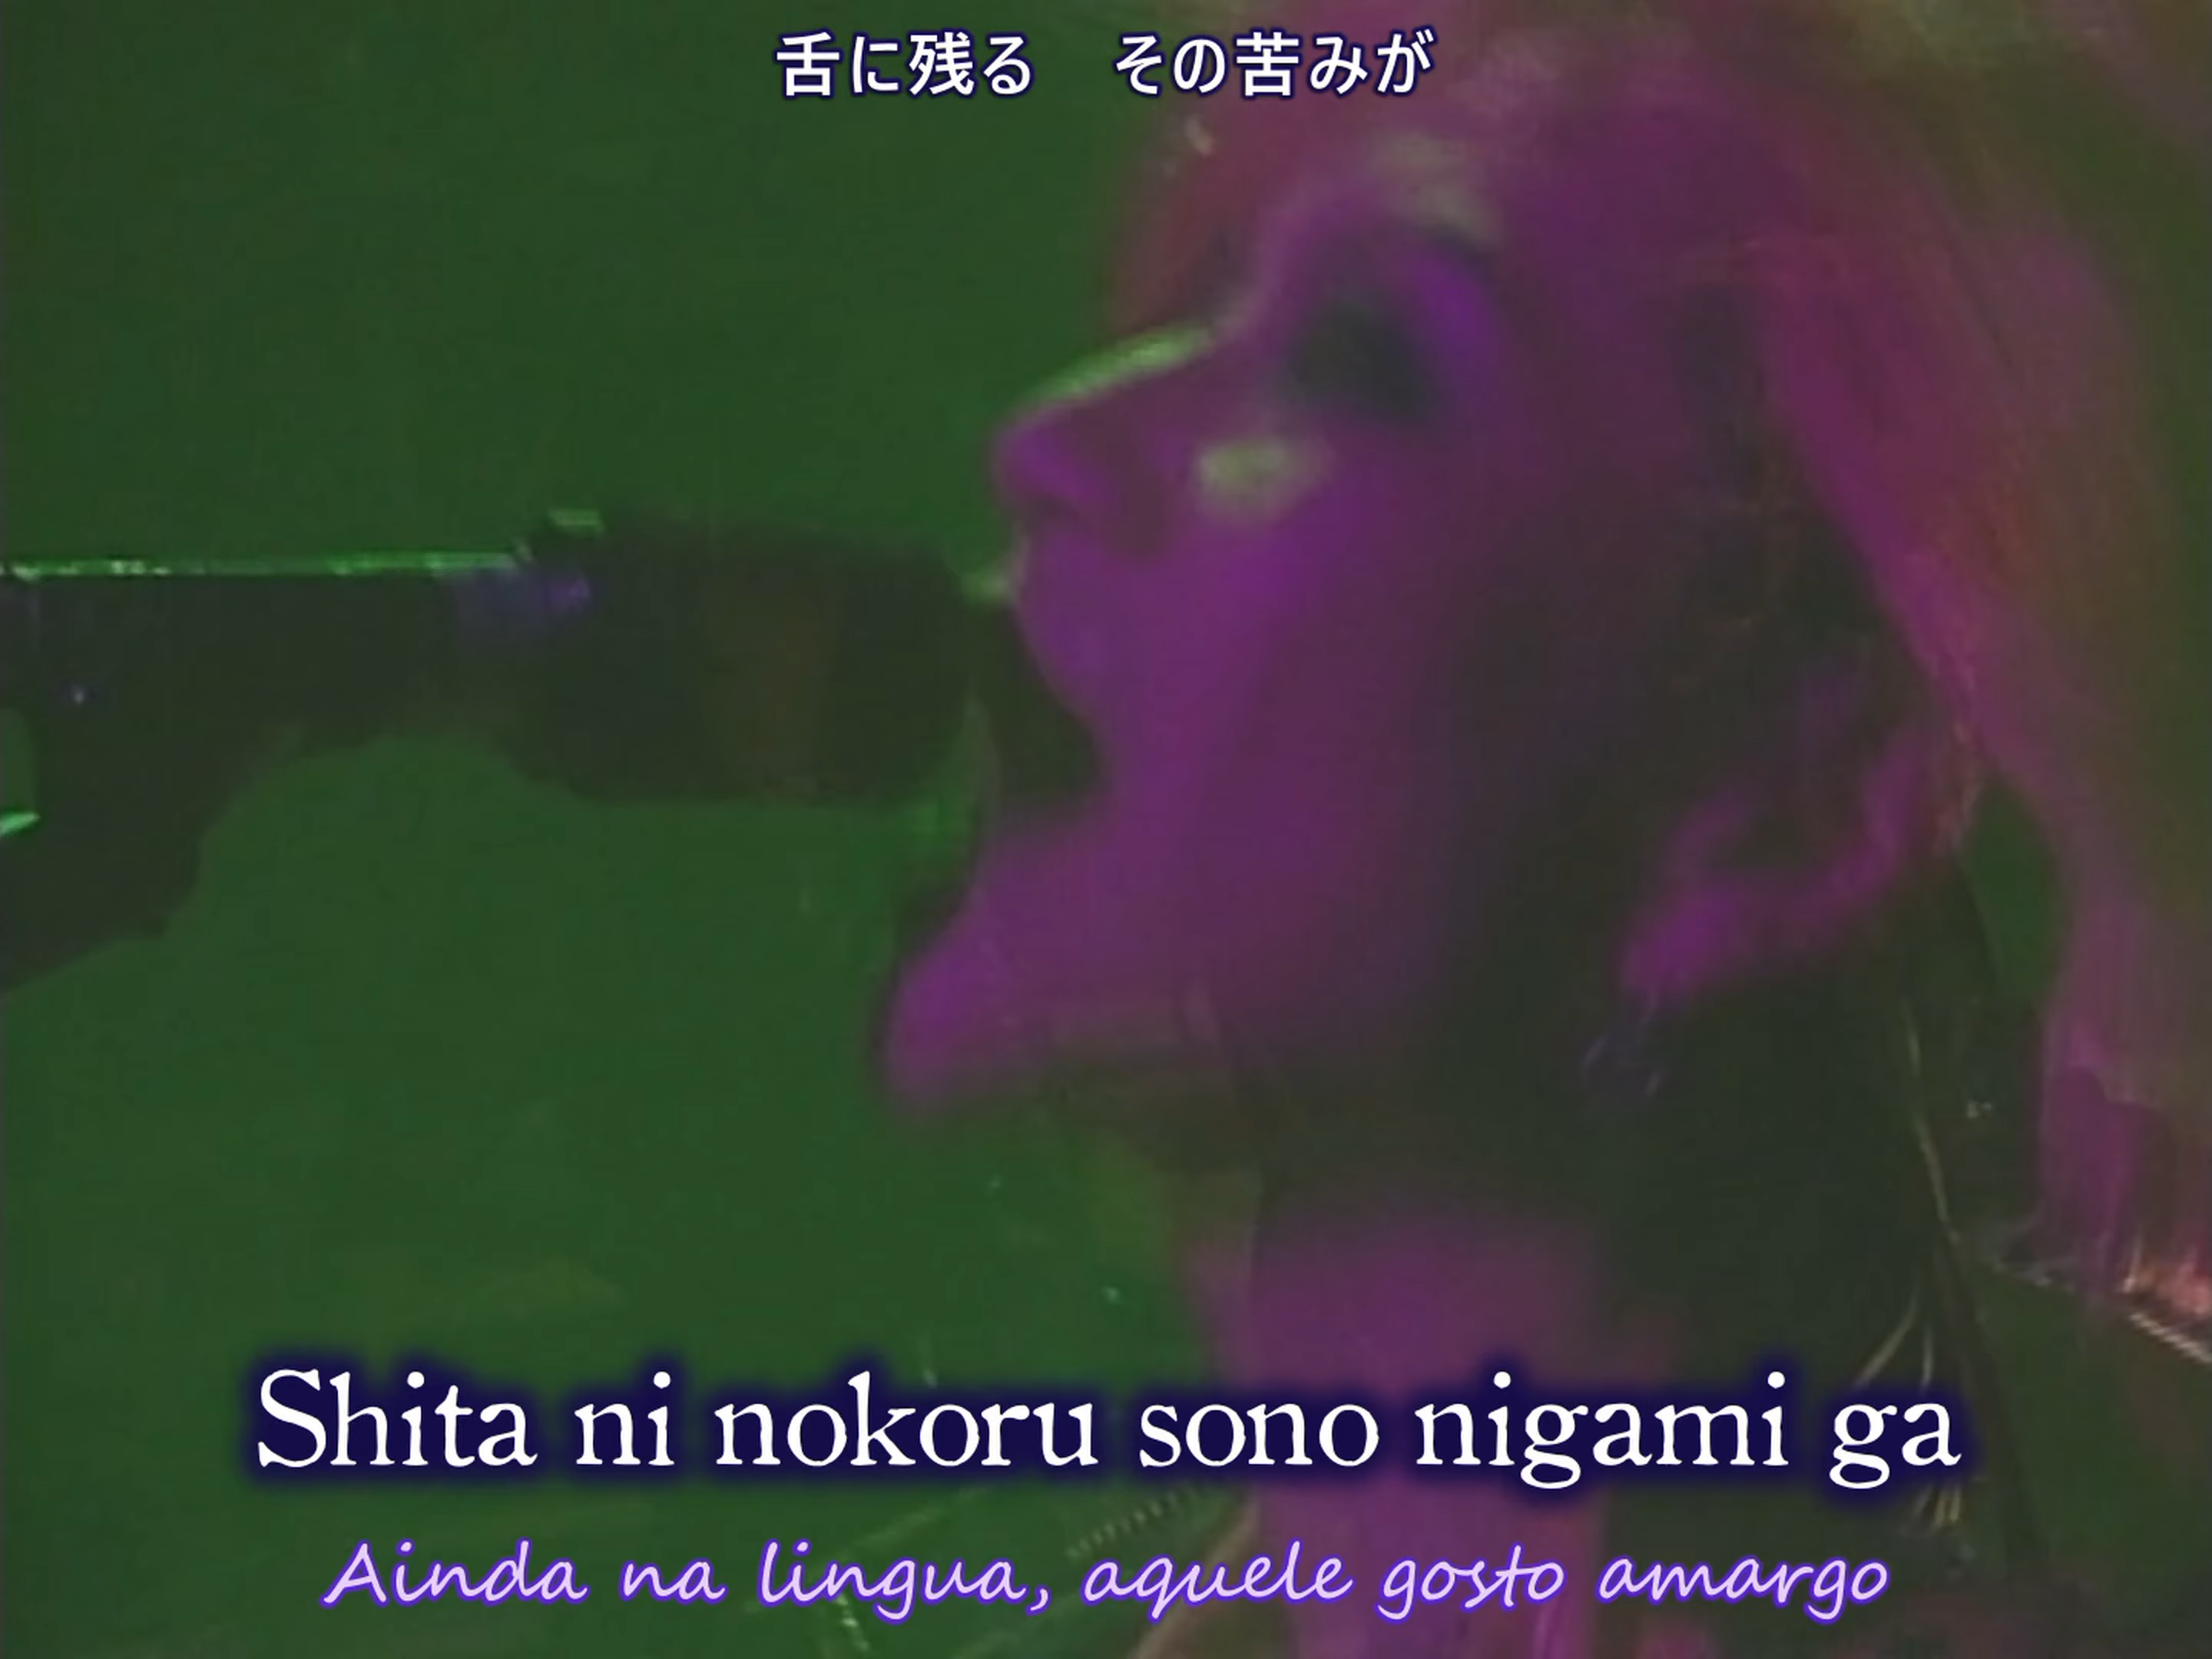 舌に残る　その苦みが
Shita ni nokoru sono nigami ga
Ainda na lingua, aquele gosto amargo